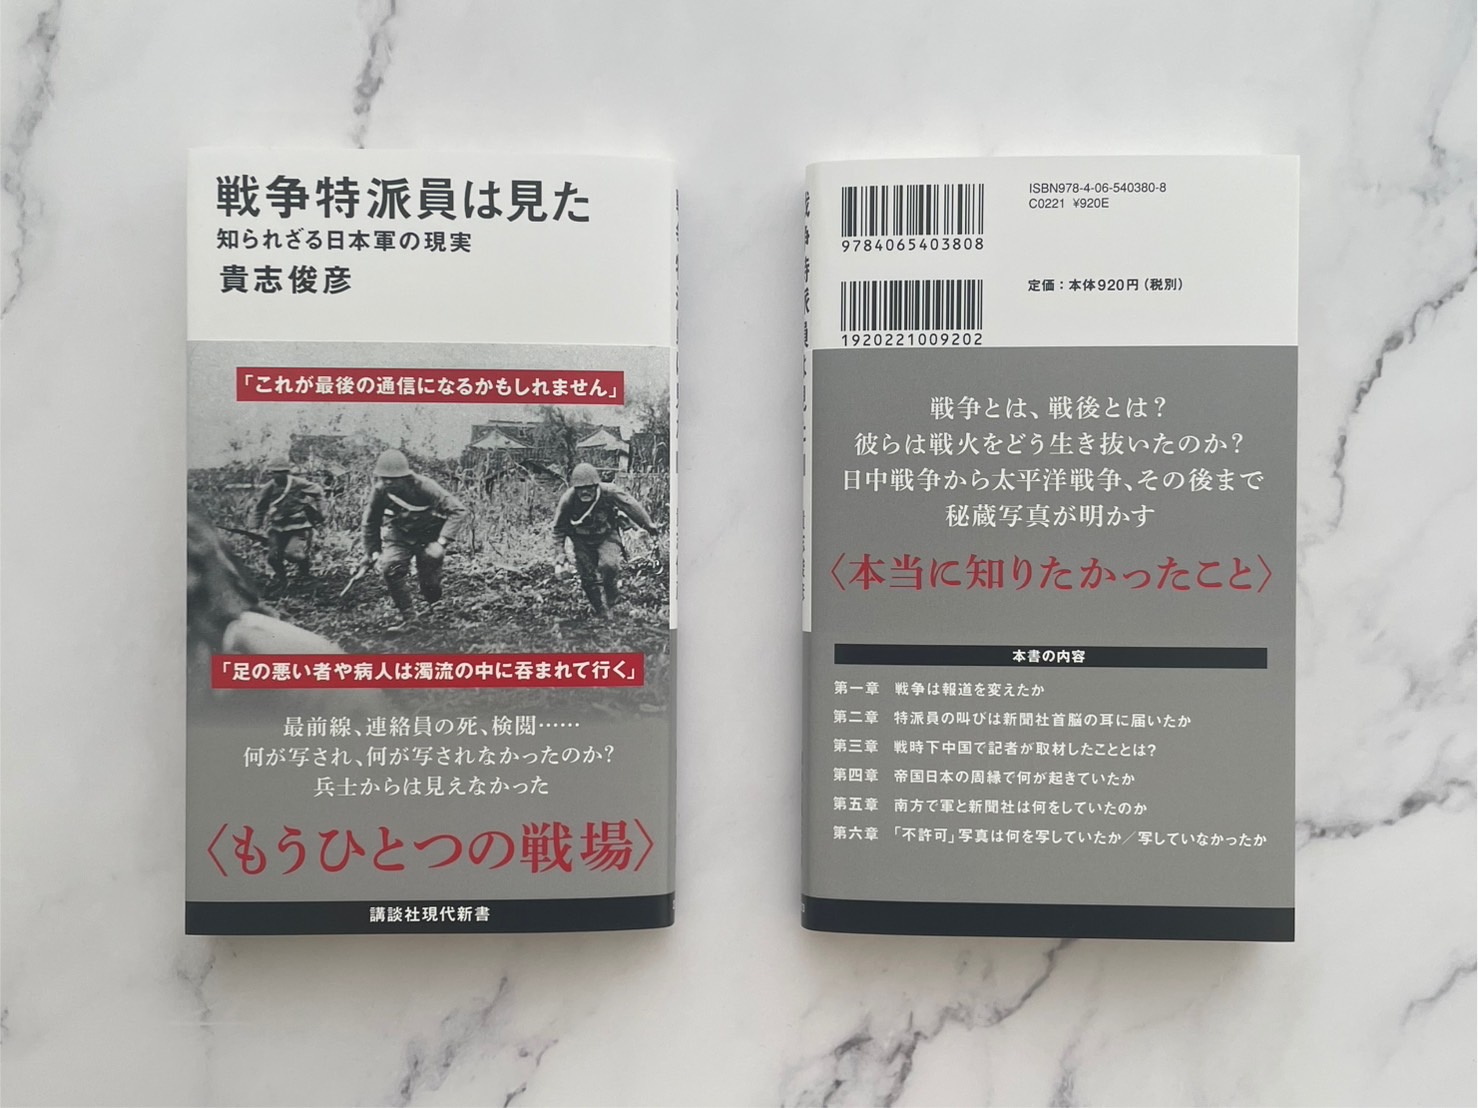 戦争特派員は見た
知られざる日本軍の現実
貴志俊彦
「これが最後の通信になるかもしれません」
「足の悪い者や病人は濁流の中に呑まれて行く」
最前線、連絡員の死、検閲……
何が写され、何が写されなかったのか?
兵士からは見えなかった
〈もうひとつの戦場〉
講談社現代新書
ISBN978-4-06-540380-8
C0221 ¥920E
9784065403808
定価：本体920円（税別）
1920221009202
戦争とは、戦後とは?
彼らは戦火をどう生き抜いたのか?
日中戦争から太平洋戦争、その後まで
秘蔵写真が明かす
〈本当に知りたかったこと〉
本書の内容
第一章 戦争は報道を変えたか
第二章 特派員の叫びは新聞社首脳の耳に届いたか
第三章 戦時下中国で記者が取材したこととは?
第四章 帝国日本の周縁で何が起きていたか
第五章 南方で軍と新聞社は何をしていたのか
第六章 「不許可」写真は何を写していたか／写していなかったか